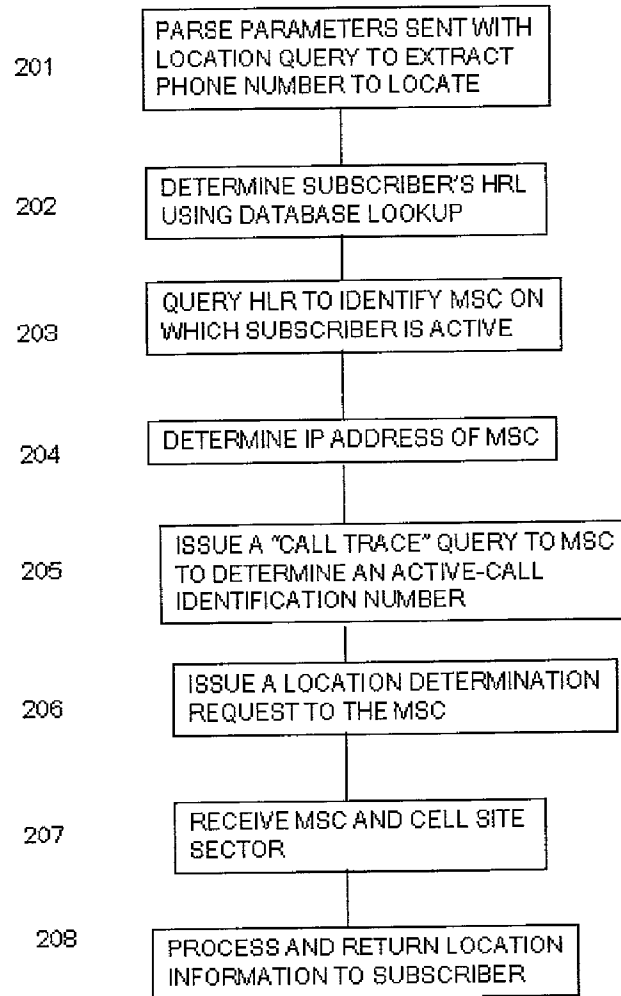 201
PARSE PARAMETERS SENT WITH
LOCATION QUERY TO EXTRACT
PHONE NUMBER TO LOCATE
202
DETERMINE SUBSCRIBER'S HRL
USING DATABASE LOOKUP
203
QUERY HLR TO IDENTIFY MSC ON
WHICH SUBSCRIBER IS ACTIVE
204
DETERMINE IP ADDRESS OF MSC
205
ISSUE A "CALL TRACE" QUERY TO MSC
TO DETERMINE AN ACTIVE-CALL
IDENTIFICATION NUMBER
206
ISSUE A LOCATION DETERMINATION
REQUEST TO THE MSC
207
RECEIVE MSC AND CELL SITE
SECTOR
208
PROCESS AND RETURN LOCATION
INFORMATION TO SUBSCRIBER